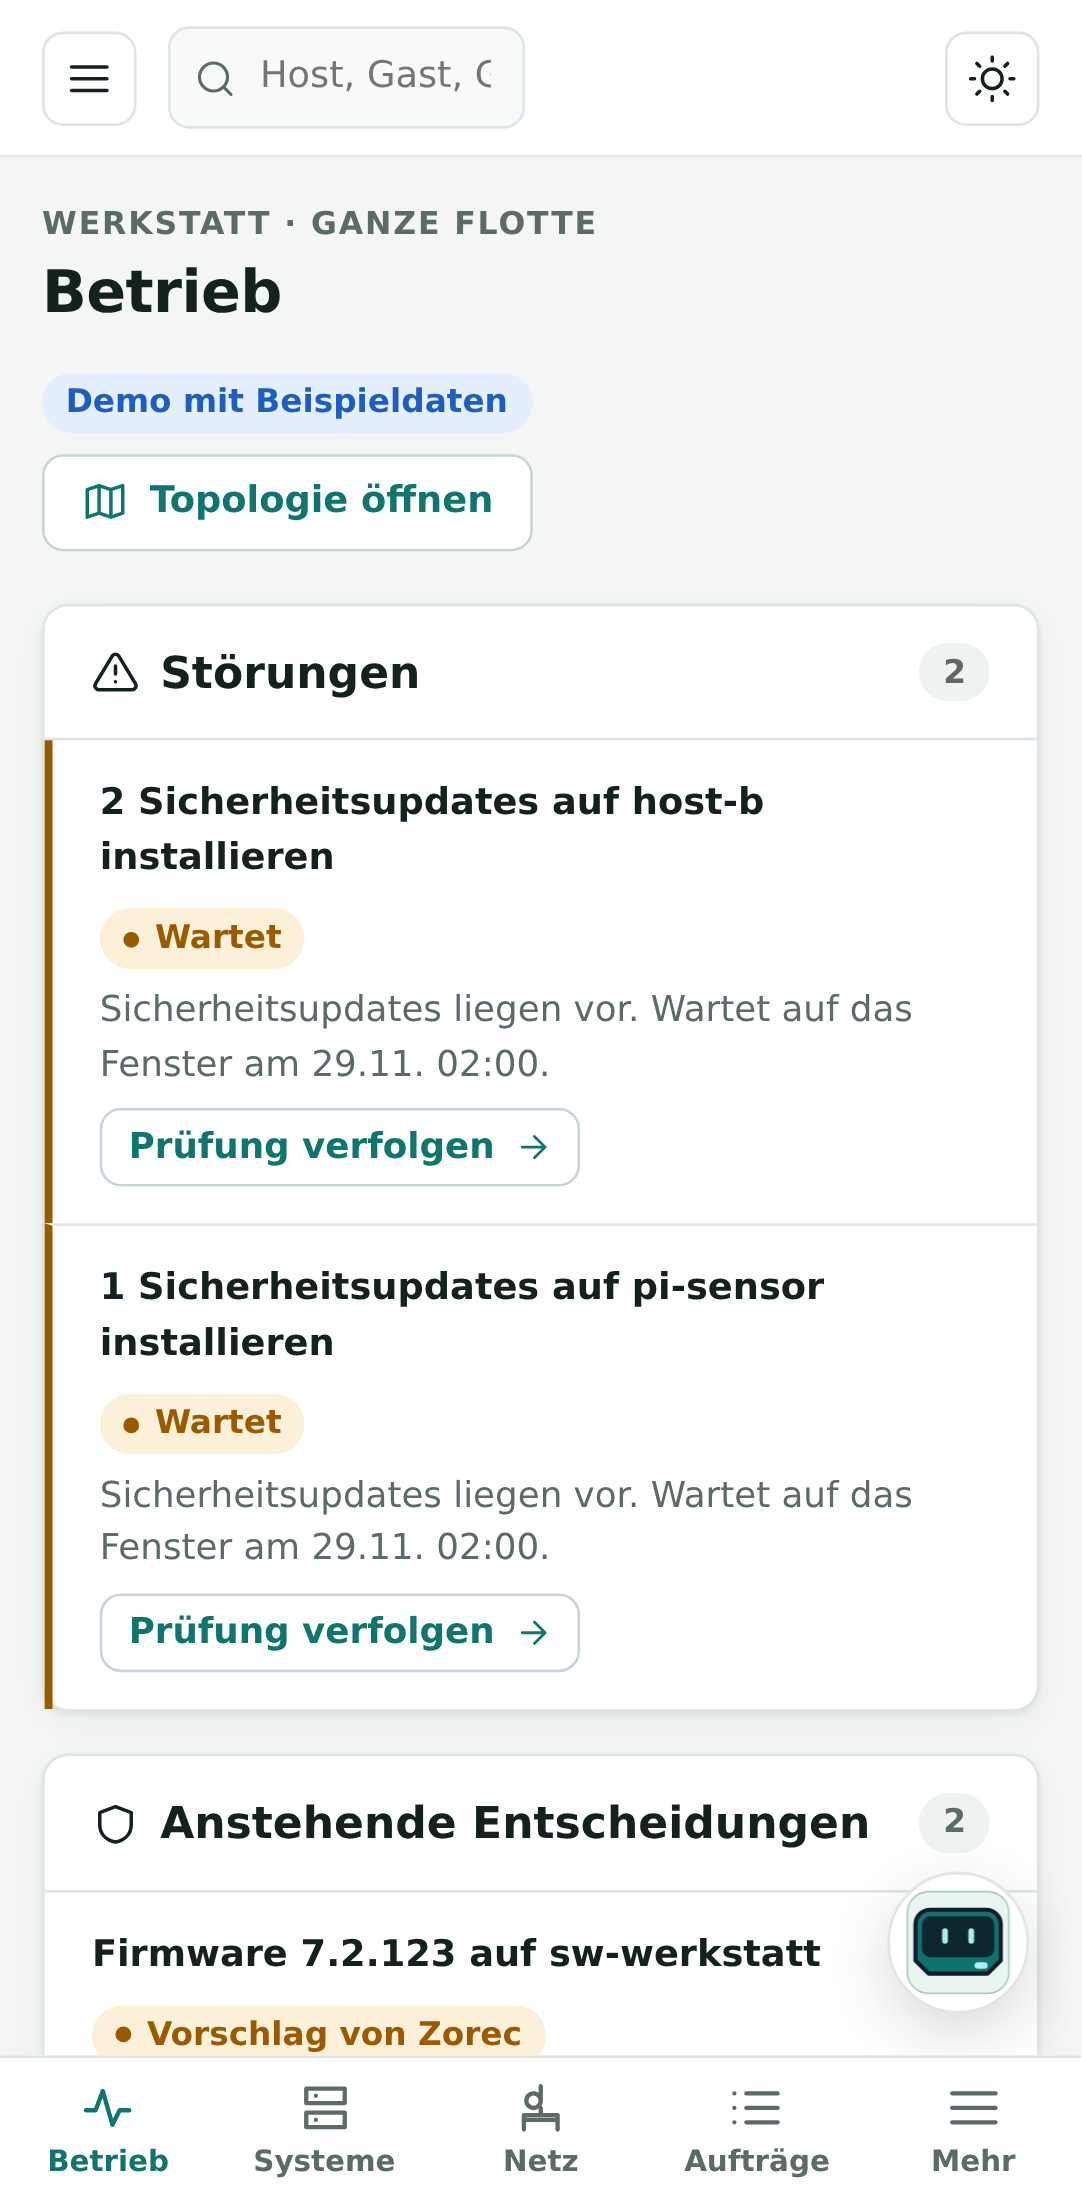 Host, Gast, 
WERKSTATT · GANZE FLOTTE
Betrieb
Demo mit Beispieldaten
Topologie öffnen
Störungen 2
2 Sicherheitsupdates auf host-b
installieren
Wartet
Sicherheitsupdates liegen vor. Wartet auf das
Fenster am 29.11. 02:00.
Prüfung verfolgen →
1 Sicherheitsupdates auf pi-sensor
installieren
Wartet
Sicherheitsupdates liegen vor. Wartet auf das
Fenster am 29.11. 02:00.
Prüfung verfolgen →
Anstehende Entscheidungen 2
Firmware 7.2.123 auf sw-werkstatt
Vorschlag von Zorec
Betrieb Systeme Netz Aufträge Mehr